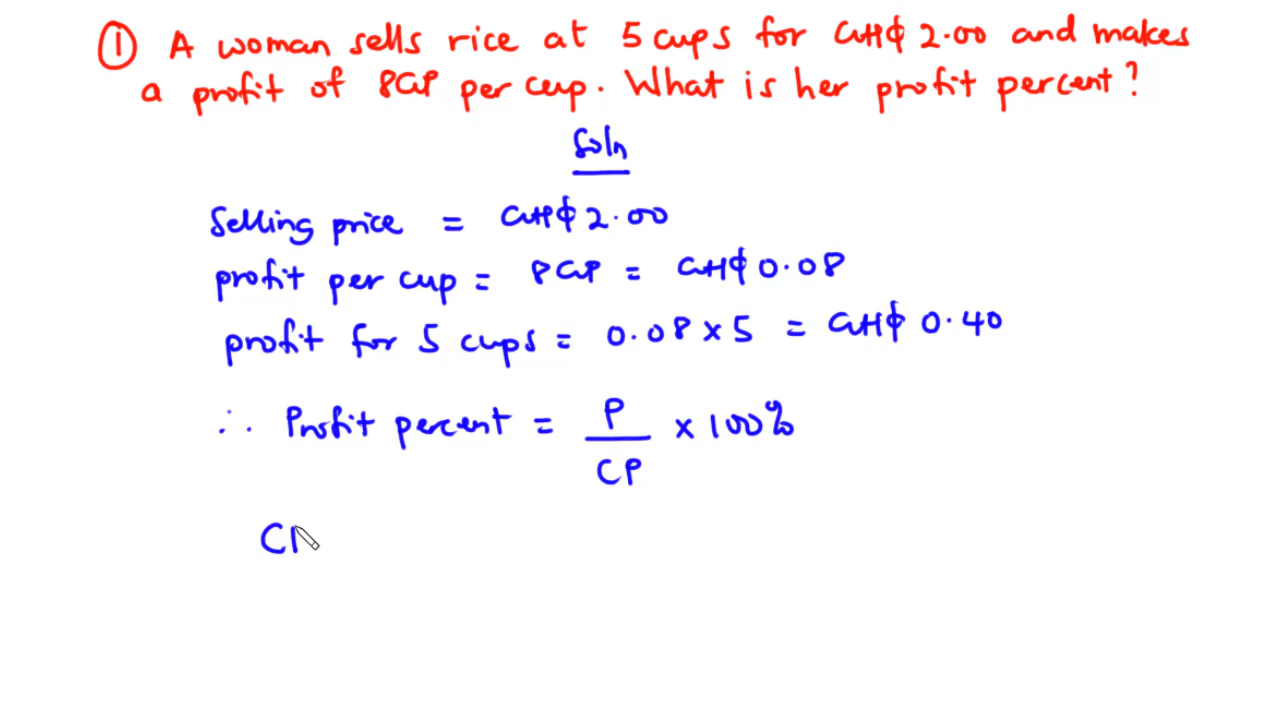 ① A woman sells rice at 5 cups for GH¢ 2.00 and makes
a profit of 8GP per cup. What is her profit percent?
Soln
Selling price = GH¢ 2.00
profit per cup = 8GP = GH¢ 0.08
profit for 5 cups = 0.08 × 5 = GH¢ 0.40
∴ Profit percent = P/CP × 100%
CP